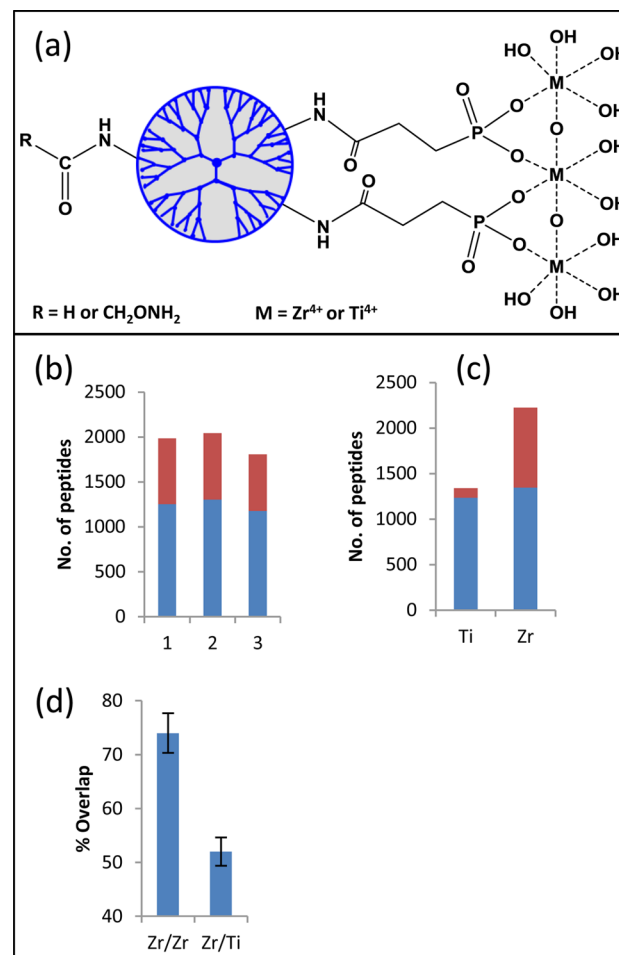 (a)
OH
HO
OH
M
OH
O
O
H
N
O
P
O
O
H
N
R
C
O
OH
M
OH
O
O
N
H
O
P
O
O
OH
M
HO
OH
OH
R = H or CH₂ONH₂
M = Zr⁴⁺ or Ti⁴⁺
(b)
No. of peptides
2500
2000
1500
1000
500
0
1 2 3
(c)
No. of peptides
2500
2000
1500
1000
500
0
Ti Zr
(d)
% Overlap
80
70
60
50
40
Zr/Zr Zr/Ti